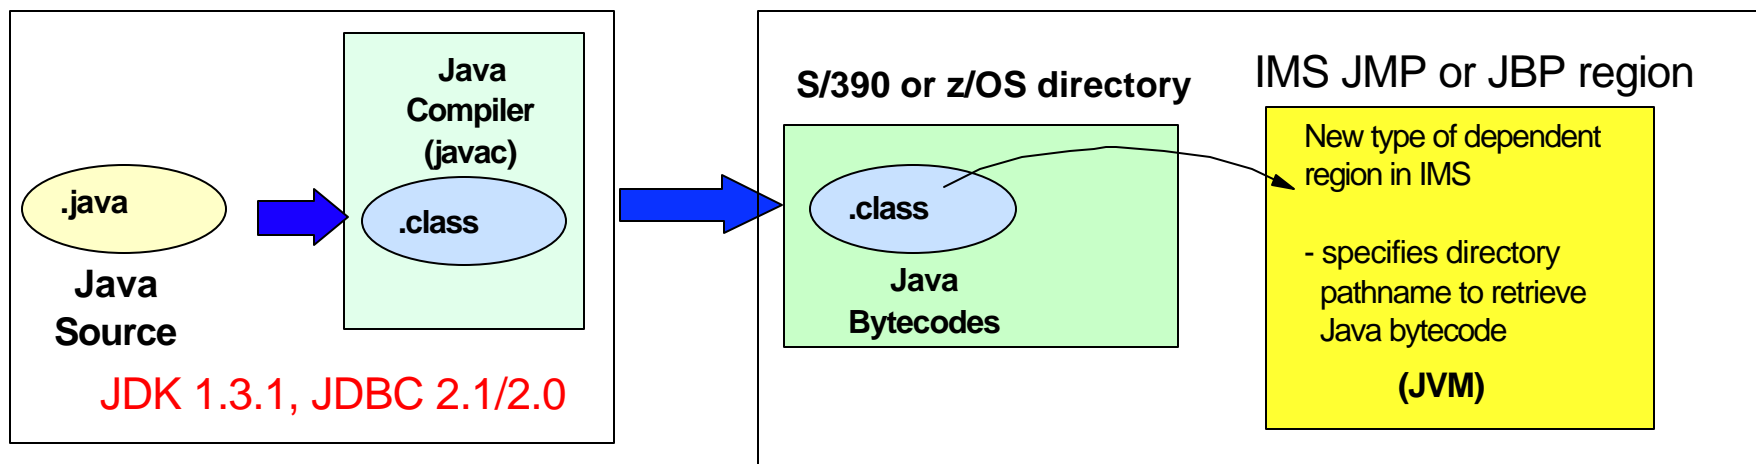 .java
Java
Source
Java
Compiler
(javac)
.class
JDK 1.3.1, JDBC 2.1/2.0
S/390 or z/OS directory
.class
Java
Bytecodes
IMS JMP or JBP region
New type of dependent
region in IMS
- specifies directory
pathname to retrieve
Java bytecode
(JVM)